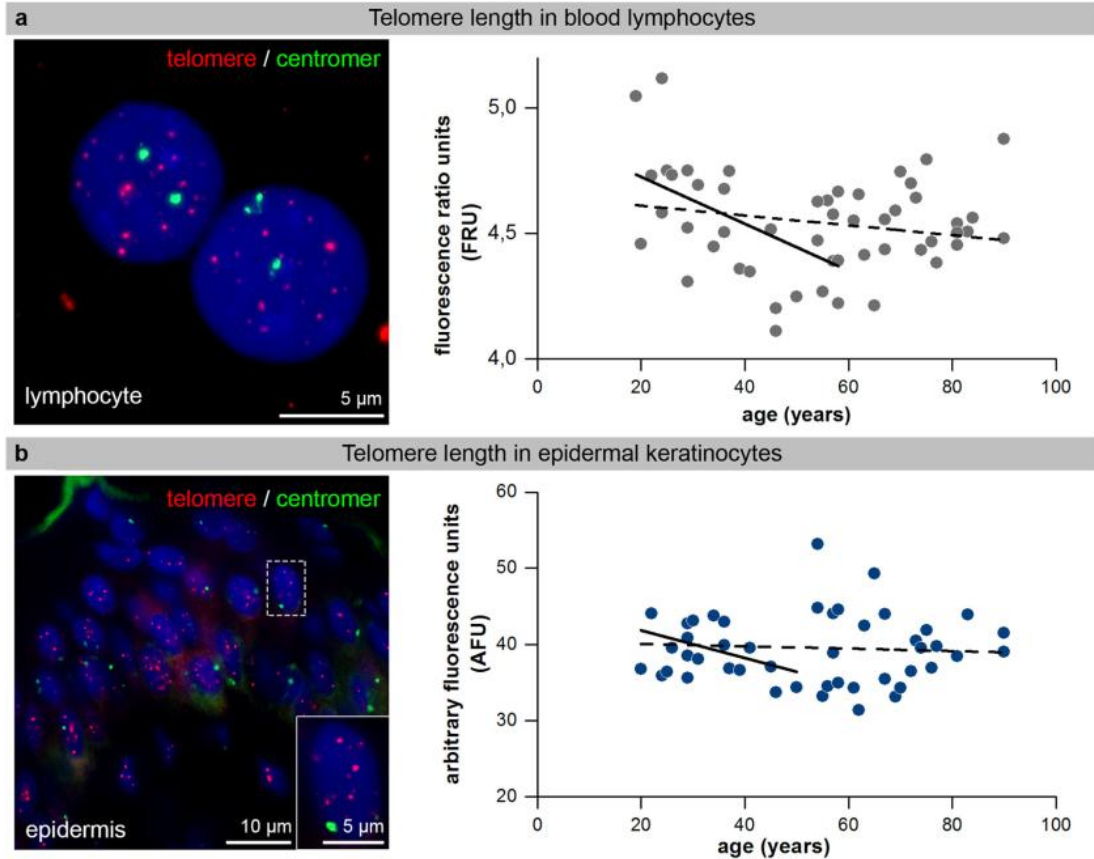 a Telomere length in blood lymphocytes
telomere / centromer
lymphocyte
5 µm
fluorescence ratio units
(FRU)
5,0
4,5
4,0
0 20 40 60 80 100
age (years)
b Telomere length in epidermal keratinocytes
telomere / centromer
epidermis
10 µm
5 µm
arbitrary fluorescence units
(AFU)
60
50
40
30
20
0 20 40 60 80 100
age (years)